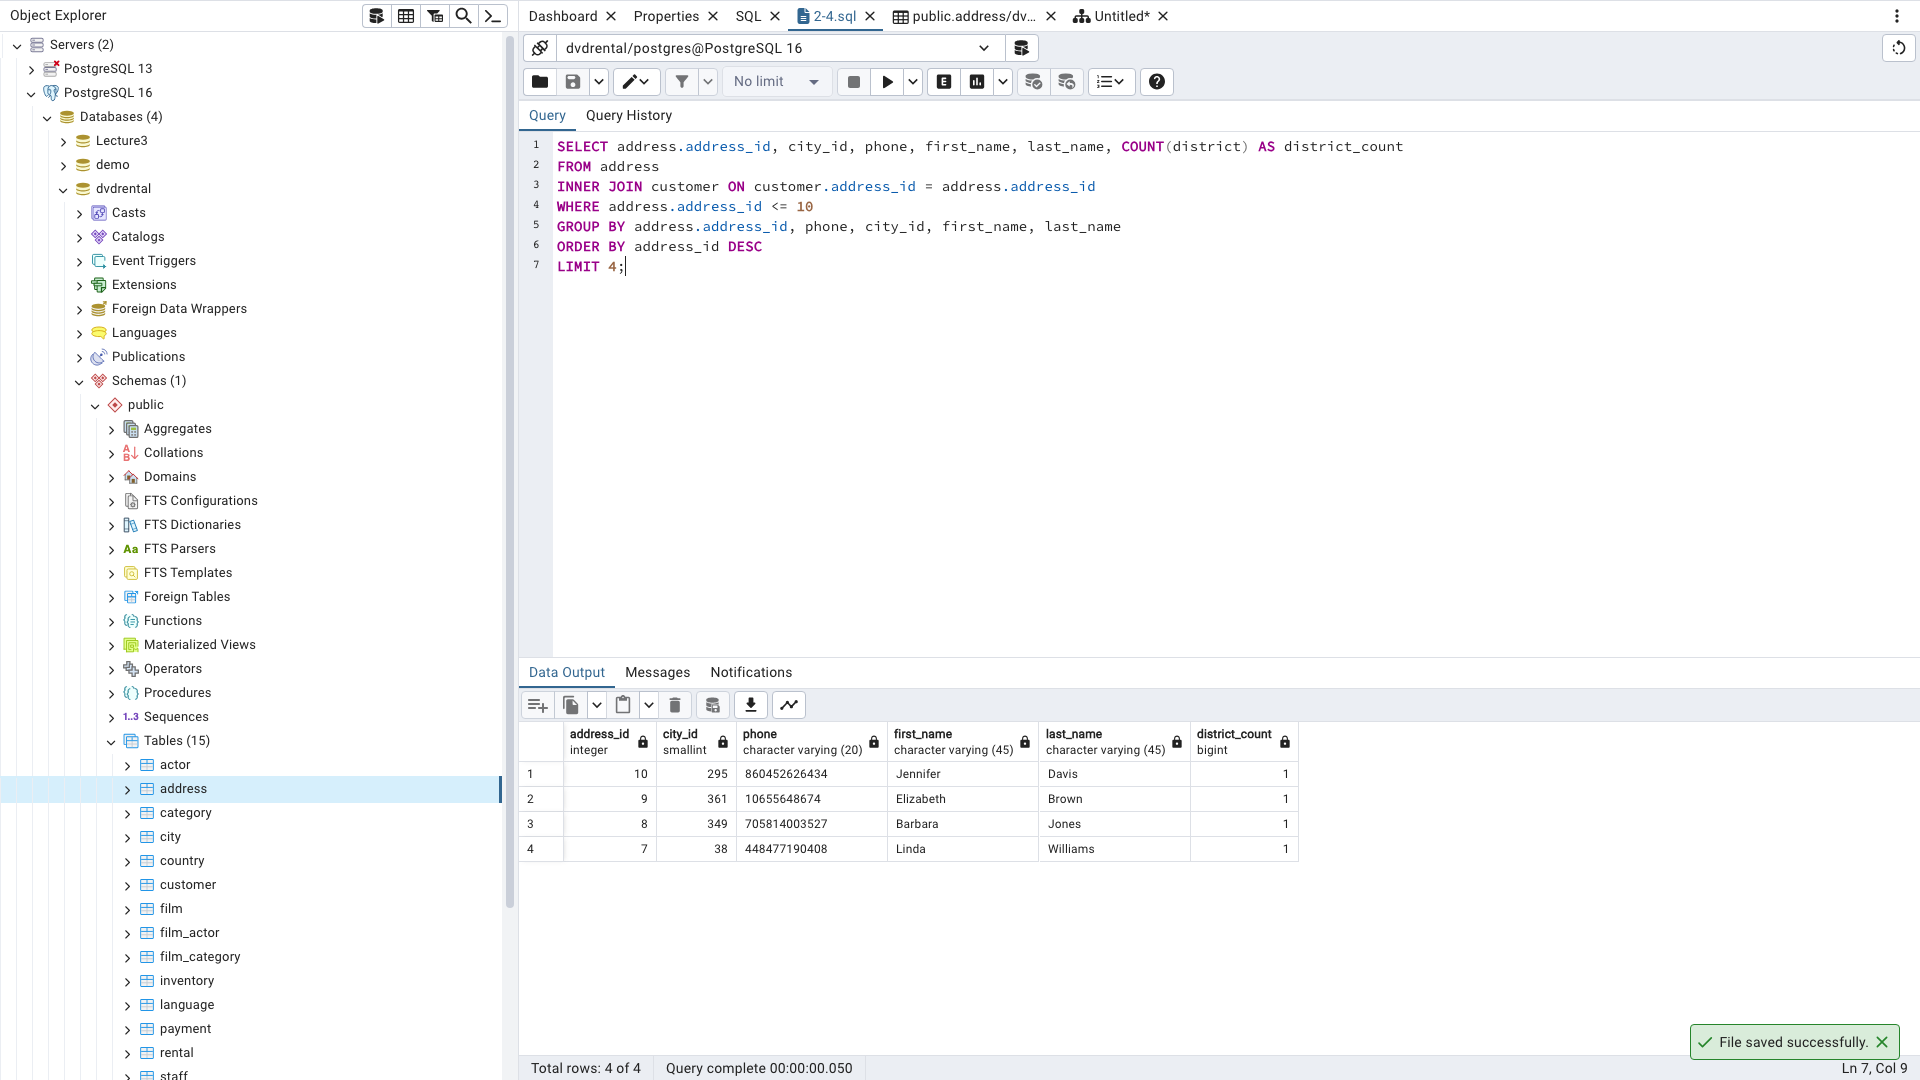 Object Explorer
Servers (2)
PostgreSQL 13
PostgreSQL 16
Databases (4)
Lecture3
demo
dvdrental
Casts
Catalogs
Event Triggers
Extensions
Foreign Data Wrappers
Languages
Publications
Schemas (1)
public
Aggregates
Collations
Domains
FTS Configurations
FTS Dictionaries
Aa FTS Parsers
FTS Templates
Foreign Tables
Functions
Materialized Views
Operators
Procedures
1..3 Sequences
Tables (15)
actor
address
category
city
country
customer
film
film_actor
film_category
inventory
language
payment
rental
staff
Dashboard Properties SQL 2-4.sql public.address/dv... Untitled*
dvdrental/postgres@PostgreSQL 16
No limit E
Query Query History
1 SELECT address.address_id, city_id, phone, first_name, last_name, COUNT(district) AS district_count
2 FROM address
3 INNER JOIN customer ON customer.address_id = address.address_id
4 WHERE address.address_id <= 10
5 GROUP BY address.address_id, phone, city_id, first_name, last_name
6 ORDER BY address_id DESC
7 LIMIT 4;
Data Output Messages Notifications
address_id city_id phone first_name last_name district_count
integer smallint character varying (20) character varying (45) character varying (45) bigint
1 10 295 860452626434 Jennifer Davis 1
2 9 361 10655648674 Elizabeth Brown 1
3 8 349 705814003527 Barbara Jones 1
4 7 38 448477190408 Linda Williams 1
File saved successfully.
Total rows: 4 of 4 Query complete 00:00:00.050 Ln 7, Col 9